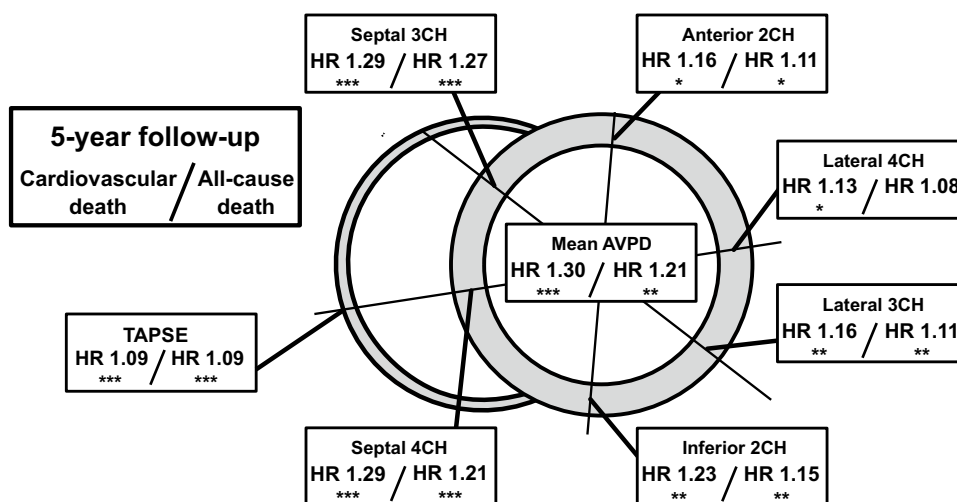 Septal 3CH
HR 1.29 / HR 1.27
*** ***
Anterior 2CH
HR 1.16 / HR 1.11
* *
5-year follow-up
Cardiovascular death / All-cause death
Lateral 4CH
HR 1.13 / HR 1.08
*
Mean AVPD
HR 1.30 / HR 1.21
*** **
Lateral 3CH
HR 1.16 / HR 1.11
** **
TAPSE
HR 1.09 / HR 1.09
*** ***
Septal 4CH
HR 1.29 / HR 1.21
*** ***
Inferior 2CH
HR 1.23 / HR 1.15
** **